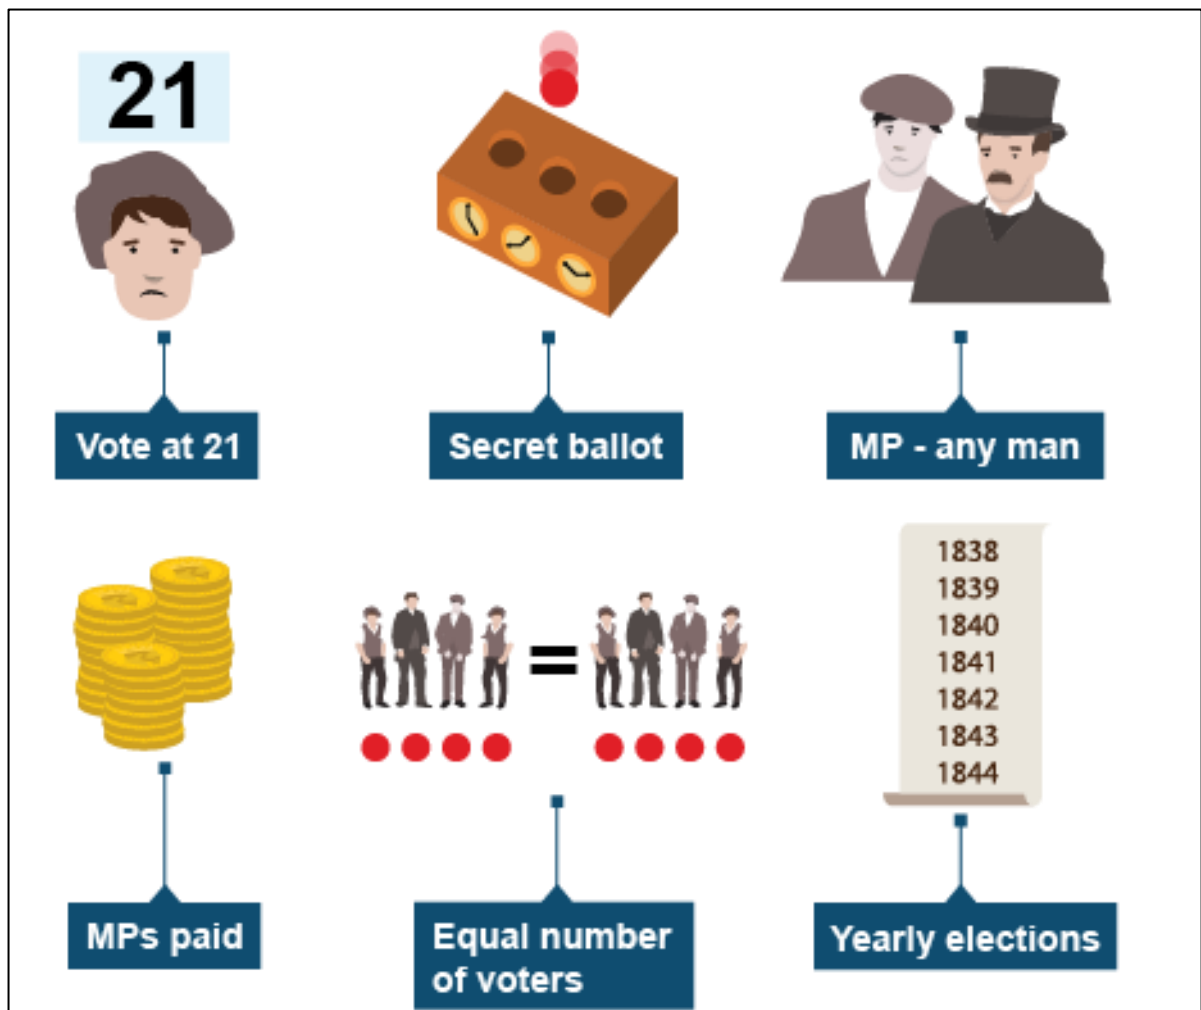 21
Vote at 21
Secret ballot
MP - any man
1838
1839
1840
1841
1842
1843
1844
MPs paid
Equal number
of voters
Yearly elections